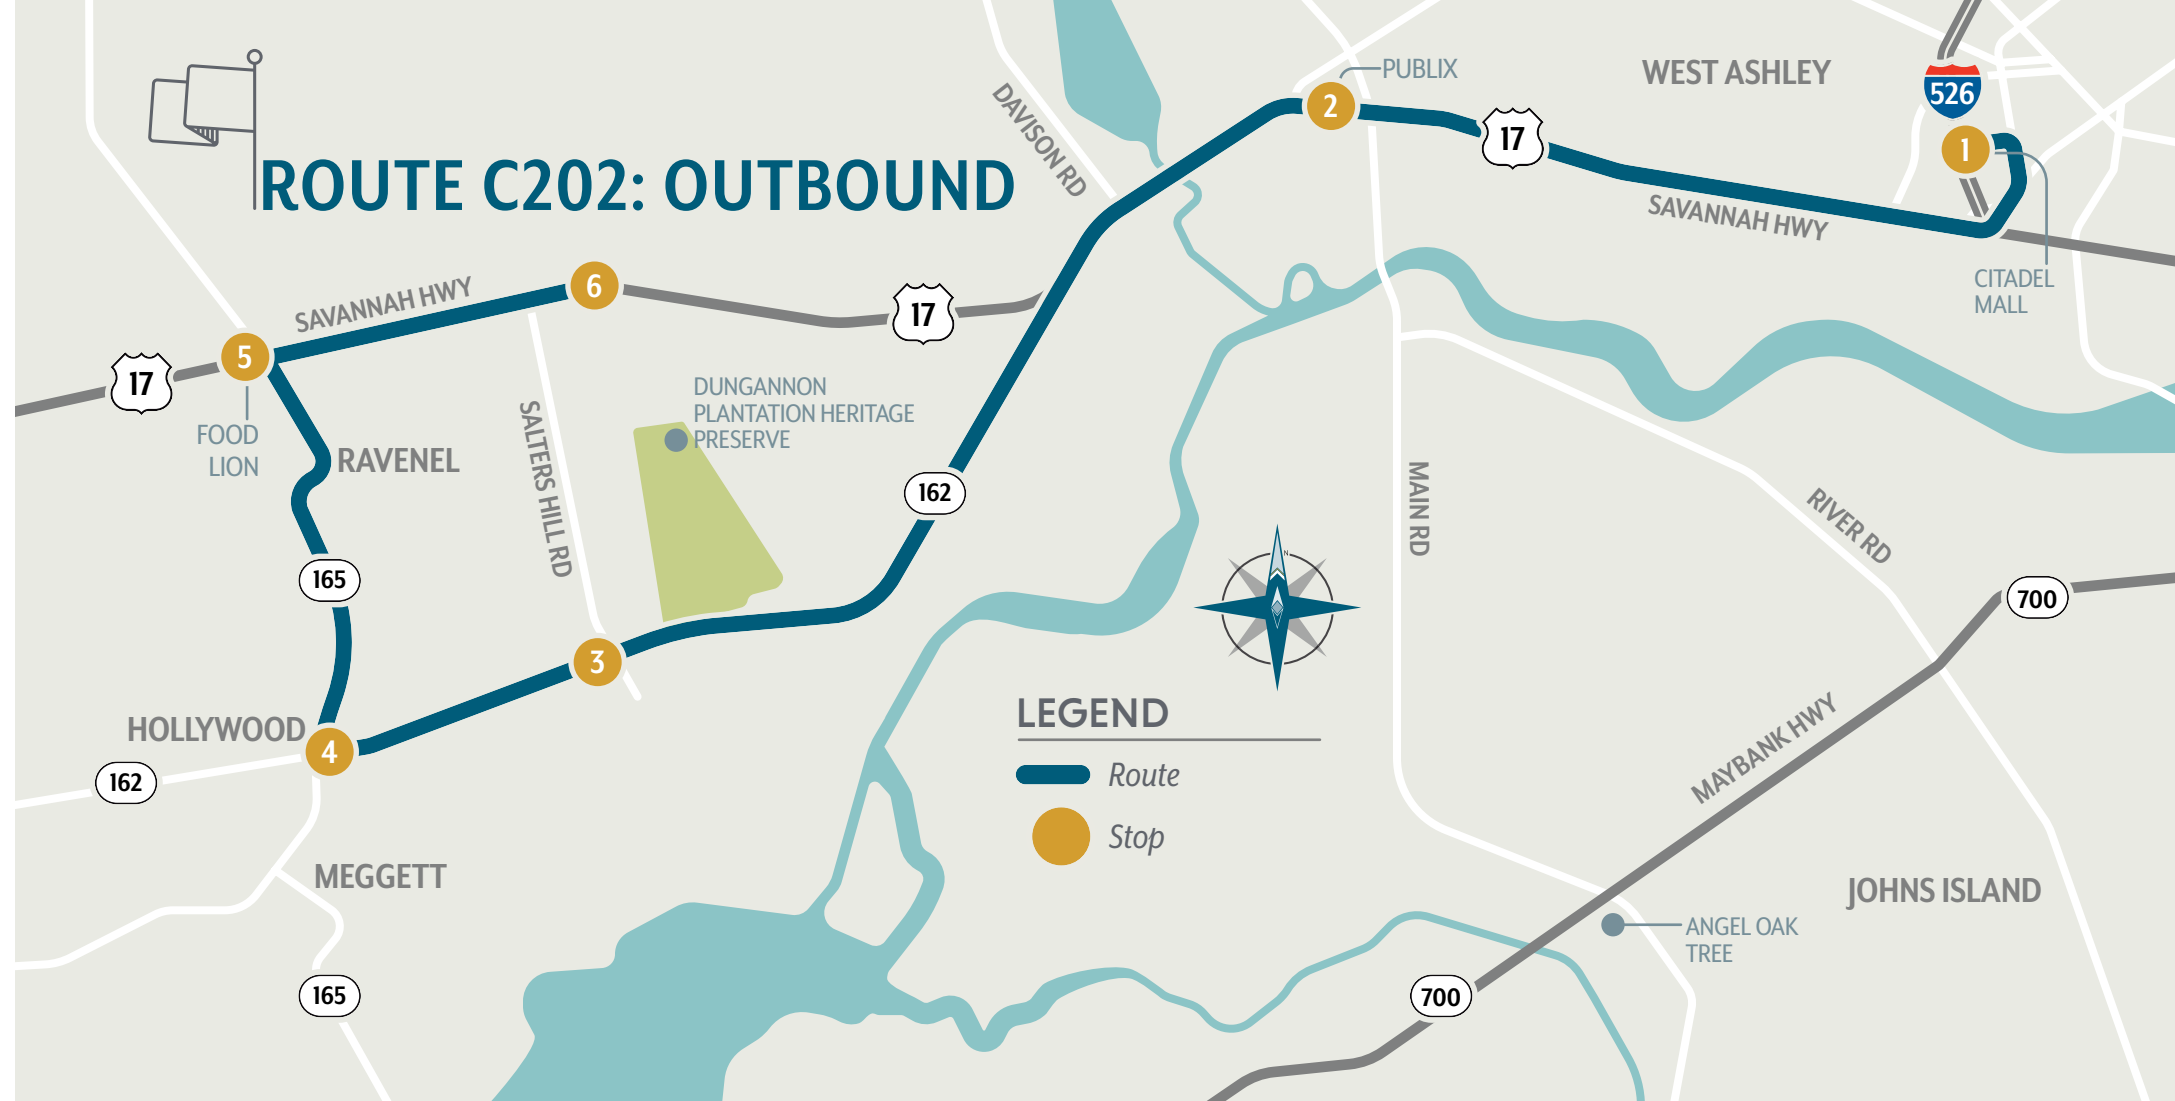 ROUTE C202: OUTBOUND
DAVISON RD
2
PUBLIX
17
WEST ASHLEY
526
1
SAVANNAH HWY
CITADEL
MALL
SAVANNAH HWY
6
17
5
17
FOOD
LION
RAVENEL
SALTERS HILL RD
DUNGANNON
PLANTATION HERITAGE
PRESERVE
162
MAIN RD
RIVER RD
165
N
700
3
HOLLYWOOD
4
162
LEGEND
Route
Stop
MAYBANK HWY
MEGGETT
JOHNS ISLAND
ANGEL OAK
TREE
165
700